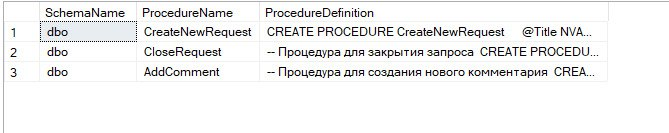 SchemaName ProcedureName ProcedureDefinition
1 dbo CreateNewRequest CREATE PROCEDURE CreateNewRequest @Title NVA...
2 dbo CloseRequest -- Процедура для закрытия запроса CREATE PROCEDU...
3 dbo AddComment -- Процедура для создания нового комментария CREA...